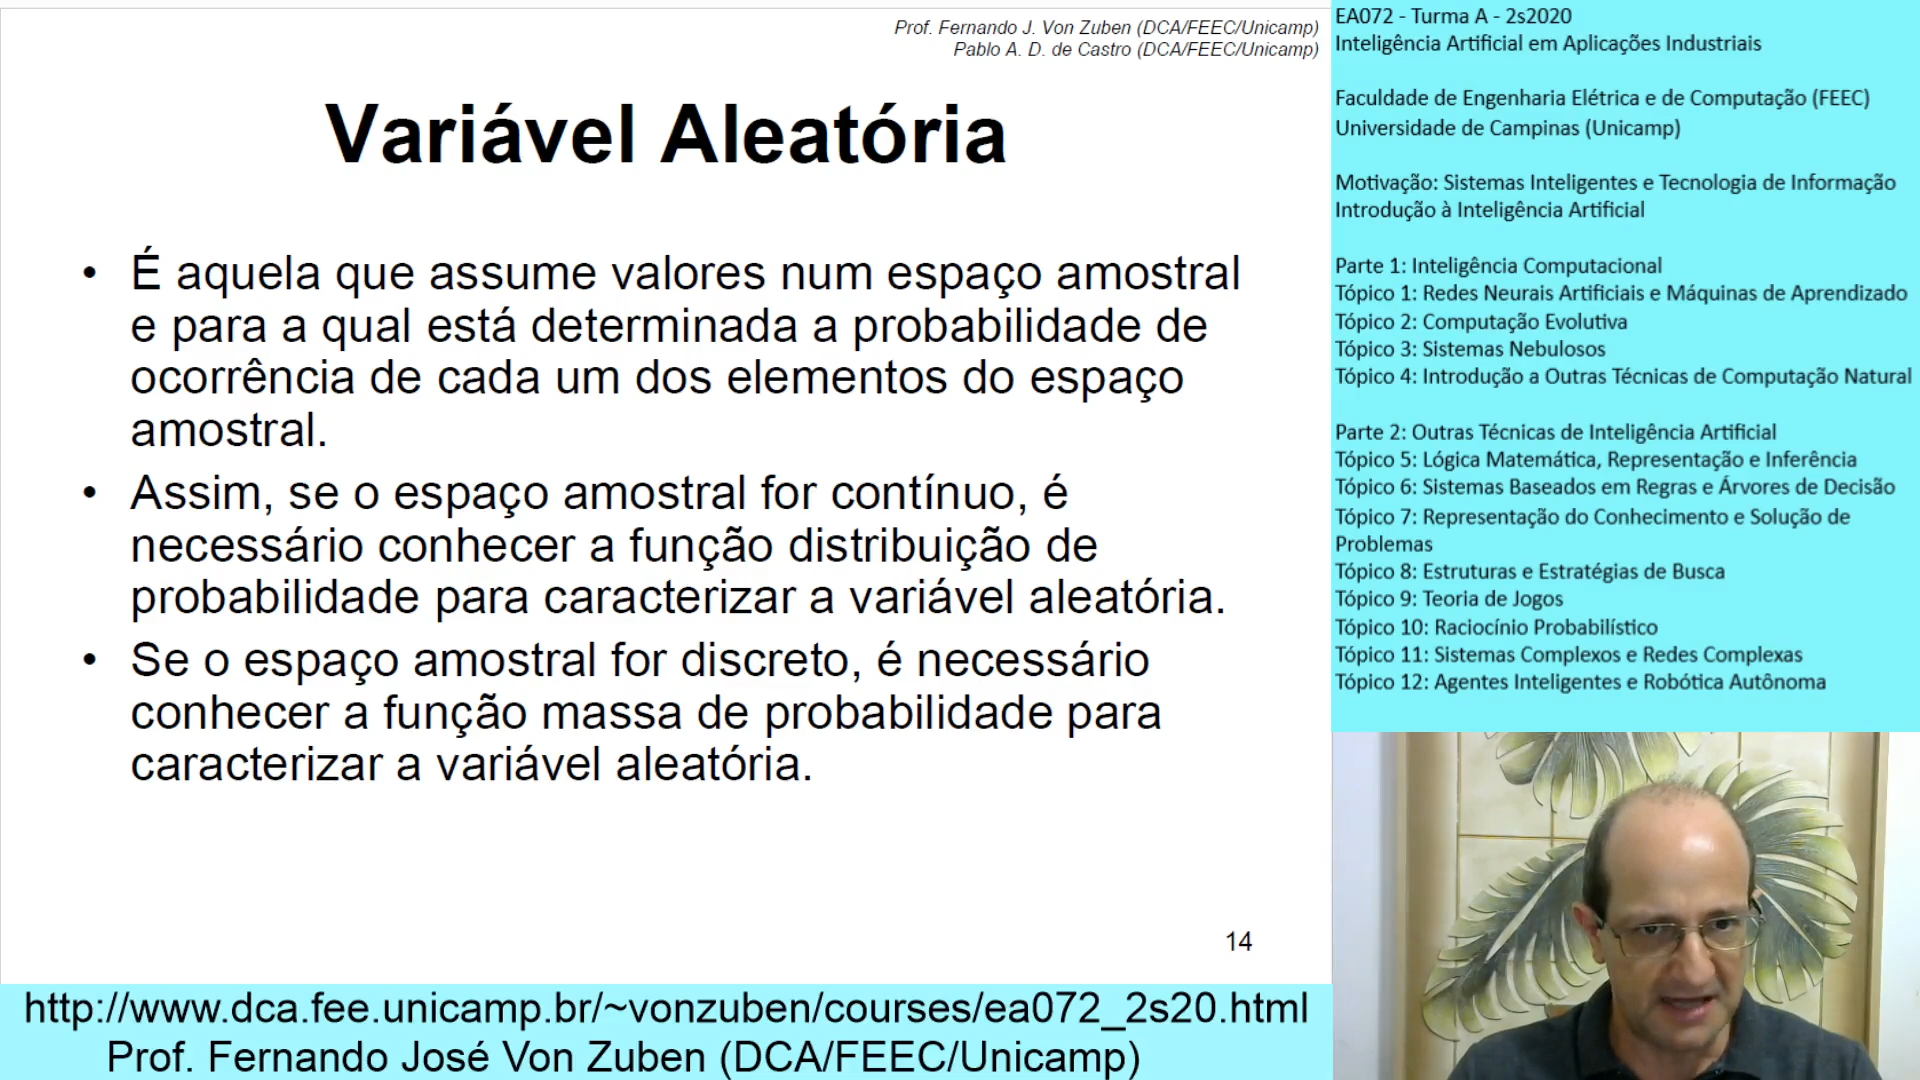 Prof. Fernando J. Von Zuben (DCA/FEEC/Unicamp)
Pablo A. D. de Castro (DCA/FEEC/Unicamp)
Variável Aleatória
• É aquela que assume valores num espaço amostral
e para a qual está determinada a probabilidade de
ocorrência de cada um dos elementos do espaço
amostral.
• Assim, se o espaço amostral for contínuo, é
necessário conhecer a função distribuição de
probabilidade para caracterizar a variável aleatória.
• Se o espaço amostral for discreto, é necessário
conhecer a função massa de probabilidade para
caracterizar a variável aleatória.
14
http://www.dca.fee.unicamp.br/~vonzuben/courses/ea072_2s20.html
Prof. Fernando José Von Zuben (DCA/FEEC/Unicamp)
EA072 - Turma A - 2s2020
Inteligência Artificial em Aplicações Industriais
Faculdade de Engenharia Elétrica e de Computação (FEEC)
Universidade de Campinas (Unicamp)
Motivação: Sistemas Inteligentes e Tecnologia de Informação
Introdução à Inteligência Artificial
Parte 1: Inteligência Computacional
Tópico 1: Redes Neurais Artificiais e Máquinas de Aprendizado
Tópico 2: Computação Evolutiva
Tópico 3: Sistemas Nebulosos
Tópico 4: Introdução a Outras Técnicas de Computação Natural
Parte 2: Outras Técnicas de Inteligência Artificial
Tópico 5: Lógica Matemática, Representação e Inferência
Tópico 6: Sistemas Baseados em Regras e Árvores de Decisão
Tópico 7: Representação do Conhecimento e Solução de
Problemas
Tópico 8: Estruturas e Estratégias de Busca
Tópico 9: Teoria de Jogos
Tópico 10: Raciocínio Probabilístico
Tópico 11: Sistemas Complexos e Redes Complexas
Tópico 12: Agentes Inteligentes e Robótica Autônoma